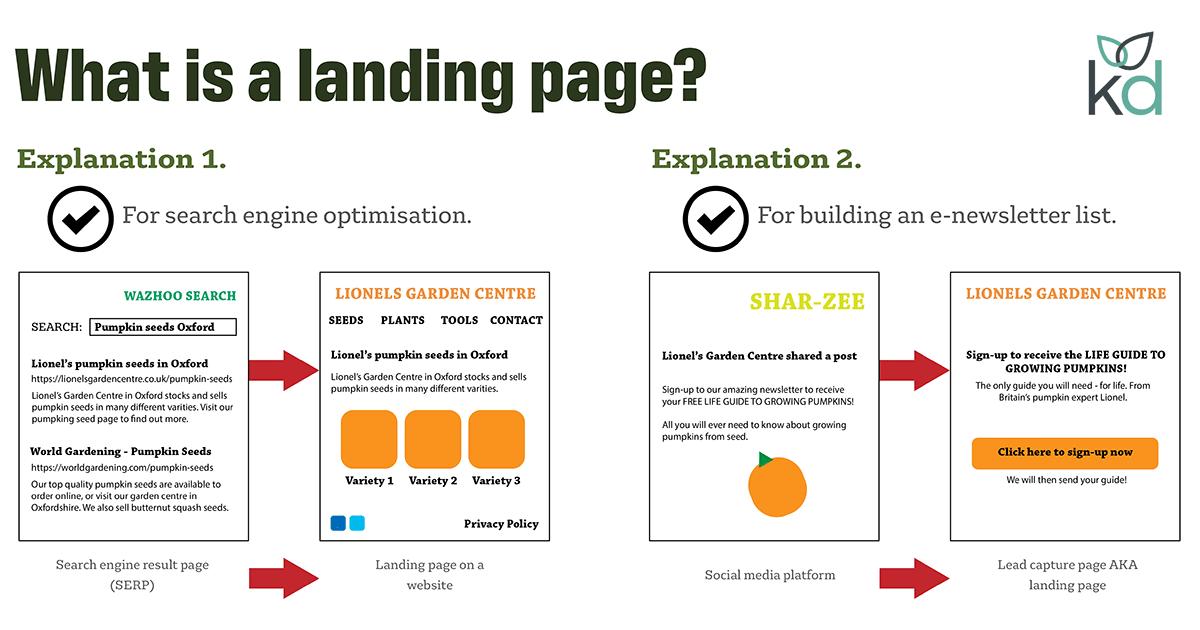 What is a landing page?
kd
Explanation 1.
For search engine optimisation.
WAZHOO SEARCH
SEARCH: Pumpkin seeds Oxford
Lionel's pumpkin seeds in Oxford
https://lionelsgardencentre.co.uk/pumpkin-seeds
Lionel's Garden Centre in Oxford stocks and sells
pumpkin seeds in many different varities. Visit our
pumpking seed page to find out more.
World Gardening - Pumpkin Seeds
https://worldgardening.com/pumpkin-seeds
Our top quality pumpkin seeds are available to
order online, or visit our garden centre in
Oxfordshire. We also sell butternut squash seeds.
Search engine result page
(SERP)
LIONELS GARDEN CENTRE
SEEDS PLANTS TOOLS CONTACT
Lionel's pumpkin seeds in Oxford
Lionel's Garden Centre in Oxford stocks and sells
pumpkin seeds in many different varities.
Variety 1 Variety 2 Variety 3
Privacy Policy
Landing page on a
website
Explanation 2.
For building an e-newsletter list.
SHAR-ZEE
Lionel's Garden Centre shared a post
Sign-up to our amazing newsletter to receive
your FREE LIFE GUIDE TO GROWING PUMPKINS!
All you will ever need to know about growing
pumpkins from seed.
Social media platform
LIONELS GARDEN CENTRE
Sign-up to receive the LIFE GUIDE TO
GROWING PUMPKINS!
The only guide you will need - for life. From
Britain's pumpkin expert Lionel.
Click here to sign-up now
We will then send your guide!
Lead capture page AKA
landing page